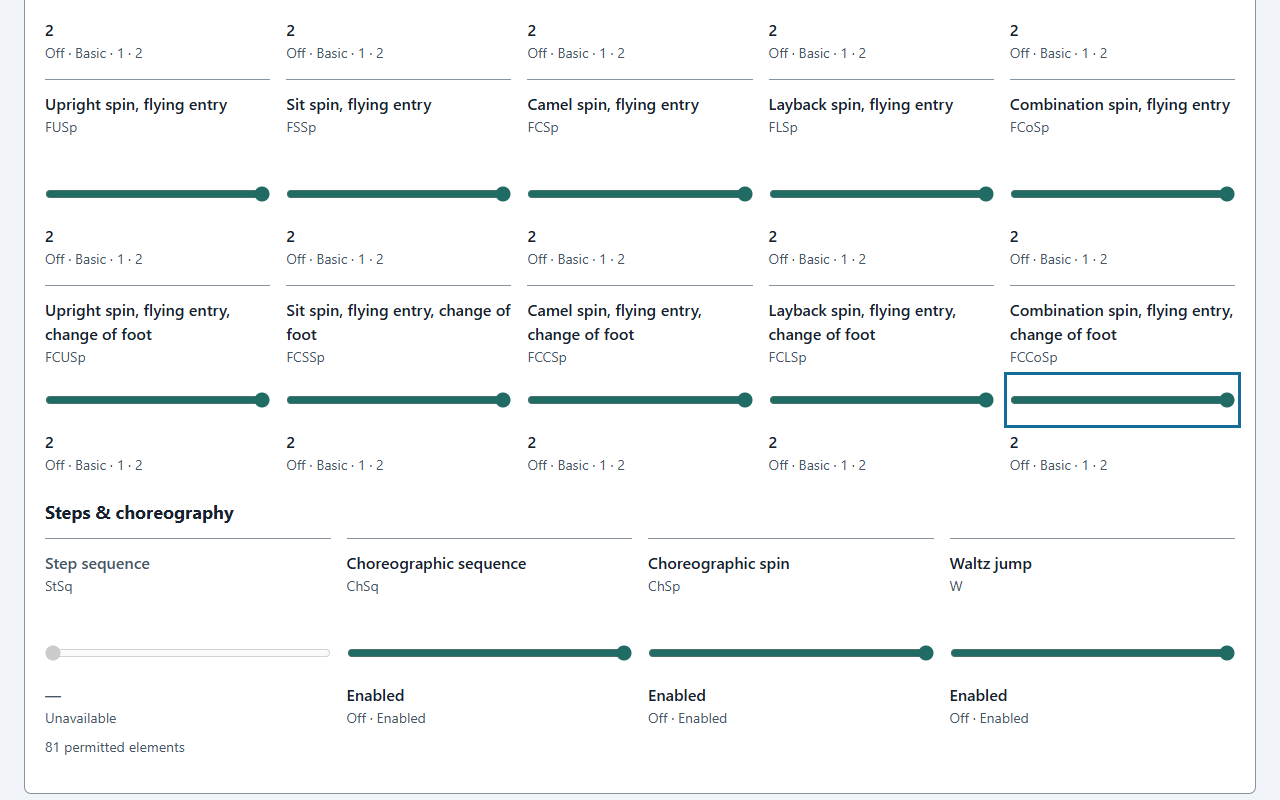 2 2 2 2 2
Off · Basic · 1 · 2 Off · Basic · 1 · 2 Off · Basic · 1 · 2 Off · Basic · 1 · 2 Off · Basic · 1 · 2
Upright spin, flying entry Sit spin, flying entry Camel spin, flying entry Layback spin, flying entry Combination spin, flying entry
FUSp FSSp FCSp FLSp FCoSp
2 2 2 2 2
Off · Basic · 1 · 2 Off · Basic · 1 · 2 Off · Basic · 1 · 2 Off · Basic · 1 · 2 Off · Basic · 1 · 2
Upright spin, flying entry, Sit spin, flying entry, change of Camel spin, flying entry, Layback spin, flying entry, Combination spin, flying entry,
change of foot foot change of foot change of foot change of foot
FCUSp FCSSp FCCSp FCLSp FCCoSp
2 2 2 2 2
Off · Basic · 1 · 2 Off · Basic · 1 · 2 Off · Basic · 1 · 2 Off · Basic · 1 · 2 Off · Basic · 1 · 2
Steps & choreography
Step sequence Choreographic sequence Choreographic spin Waltz jump
StSq ChSq ChSp W
— Enabled Enabled Enabled
Unavailable Off · Enabled Off · Enabled Off · Enabled
81 permitted elements